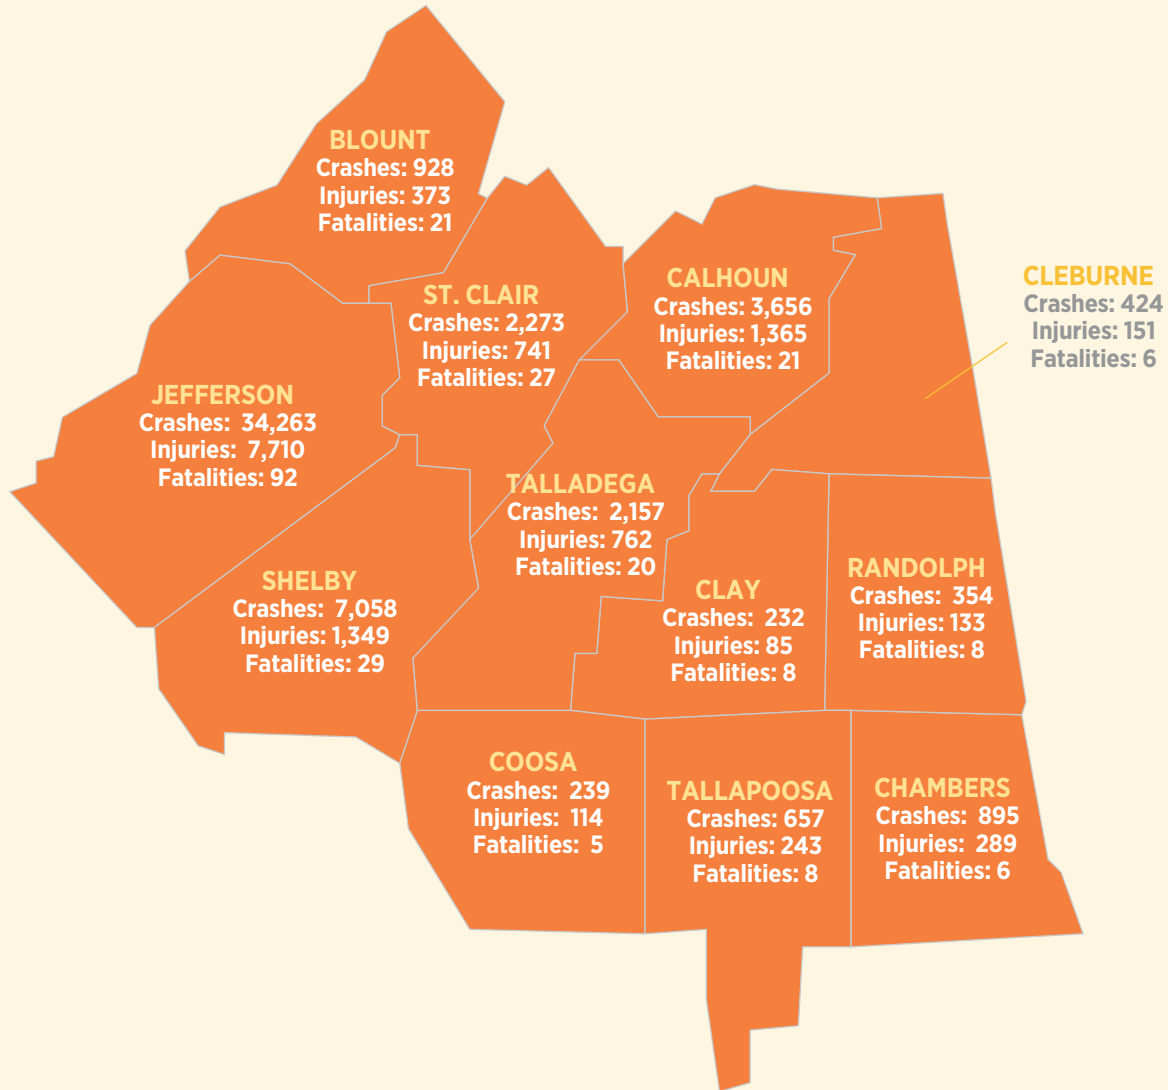 BLOUNT
Crashes: 928
Injuries: 373
Fatalities: 21
ST. CLAIR
Crashes: 2,273
Injuries: 741
Fatalities: 27
CALHOUN
Crashes: 3,656
Injuries: 1,365
Fatalities: 21
CLEBURNE
Crashes: 424
Injuries: 151
Fatalities: 6
JEFFERSON
Crashes: 34,263
Injuries: 7,710
Fatalities: 92
TALLADEGA
Crashes: 2,157
Injuries: 762
Fatalities: 20
SHELBY
Crashes: 7,058
Injuries: 1,349
Fatalities: 29
CLAY
Crashes: 232
Injuries: 85
Fatalities: 8
RANDOLPH
Crashes: 354
Injuries: 133
Fatalities: 8
COOSA
Crashes: 239
Injuries: 114
Fatalities: 5
TALLAPOOSA
Crashes: 657
Injuries: 243
Fatalities: 8
CHAMBERS
Crashes: 895
Injuries: 289
Fatalities: 6